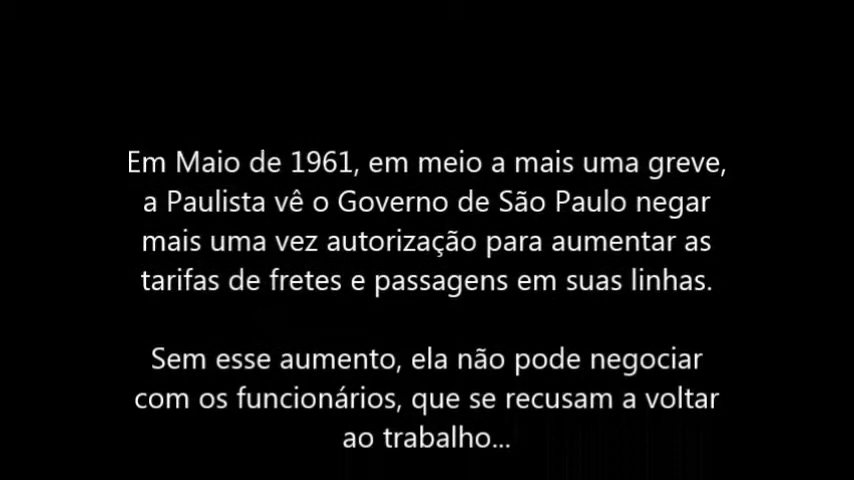 Em Maio de 1961, em meio a mais uma greve,
a Paulista vê o Governo de São Paulo negar
mais uma vez autorização para aumentar as
tarifas de fretes e passagens em suas linhas.
Sem esse aumento, ela não pode negociar
com os funcionários, que se recusam a voltar
ao trabalho...